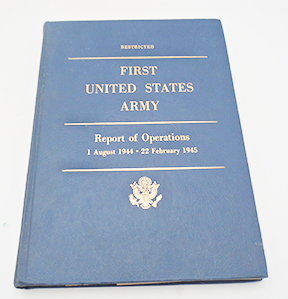 RESTRICTED
FIRST
UNITED STATES
ARMY
Report of Operations
1 August 1944 • 22 February 1945